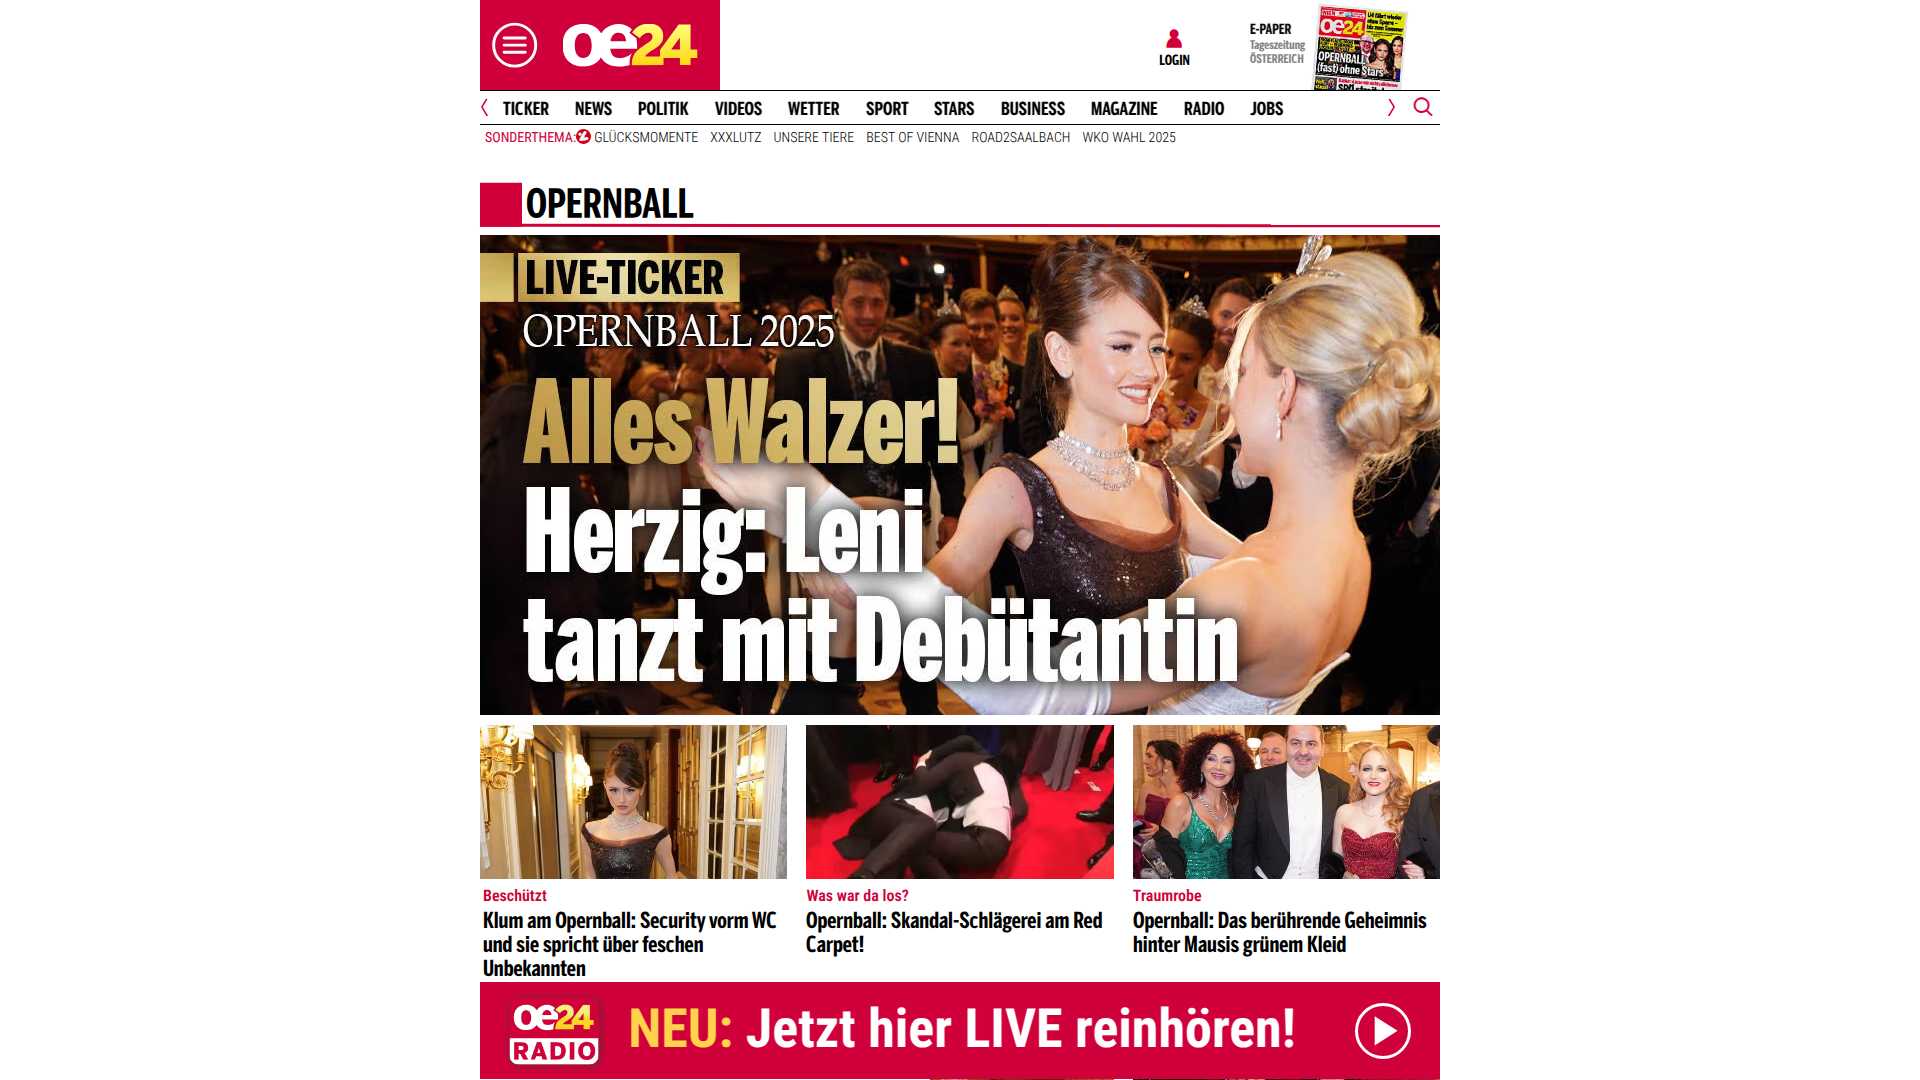 oe24
LOGIN
E-PAPER
Tageszeitung
ÖSTERREICH
oe24
OPERNBALL
(fast) ohne Stars
TICKER NEWS POLITIK VIDEOS WETTER SPORT STARS BUSINESS MAGAZINE RADIO JOBS
SONDERTHEMA: GLÜCKSMOMENTE XXXLUTZ UNSERE TIERE BEST OF VIENNA ROAD2SAALBACH WKO WAHL 2025
OPERNBALL
LIVE-TICKER
OPERNBALL 2025
Alles Walzer!
Herzig: Leni
tanzt mit Debütantin
Beschützt
Klum am Opernball: Security vorm WC
und sie spricht über feschen
Unbekannten
Was war da los?
Opernball: Skandal-Schlägerei am Red
Carpet!
Traumrobe
Opernball: Das berührende Geheimnis
hinter Mausis grünem Kleid
oe24
RADIO
NEU: Jetzt hier LIVE reinhören!